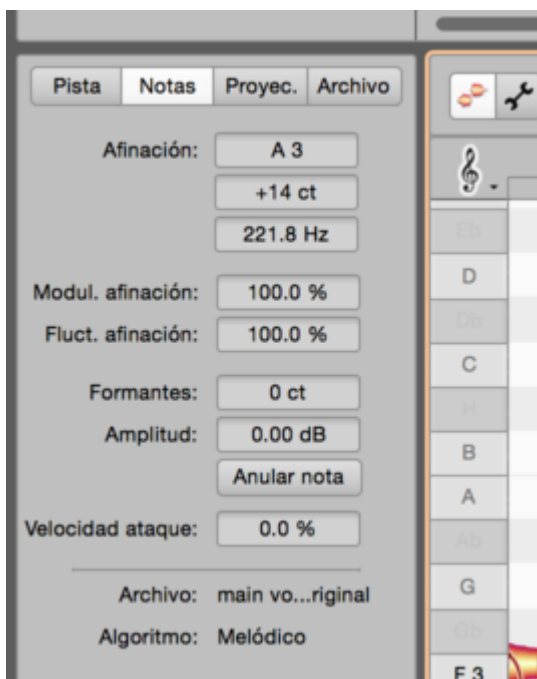 Pista Notas Proyec. Archivo
Afinación: A 3
+14 ct
221.8 Hz
Modul. afinación: 100.0 %
Fluct. afinación: 100.0 %
Formantes: 0 ct
Amplitud: 0.00 dB
Anular nota
Velocidad ataque: 0.0 %
Archivo: main vo...riginal
Algoritmo: Melódico
Eb
D
Db
C
H
B
A
Ab
G
Gb
F 3